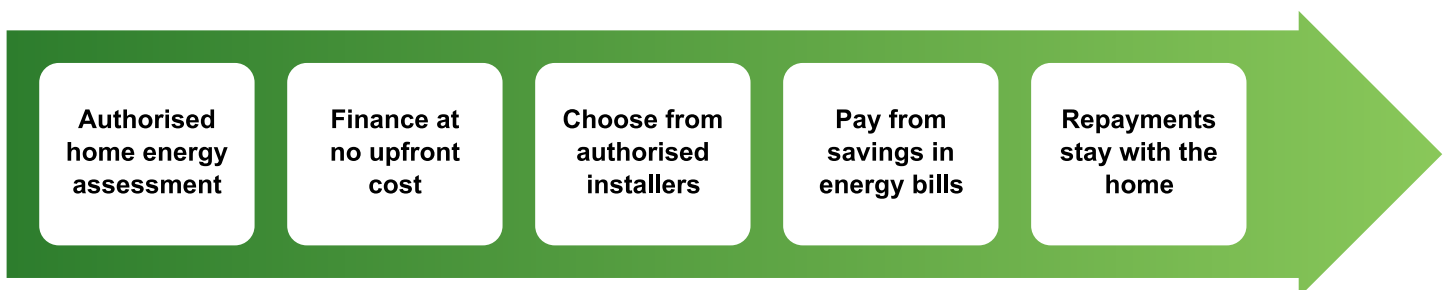 Authorised
home energy
assessment
Finance at
no upfront
cost
Choose from
authorised
installers
Pay from
savings in
energy bills
Repayments
stay with the
home